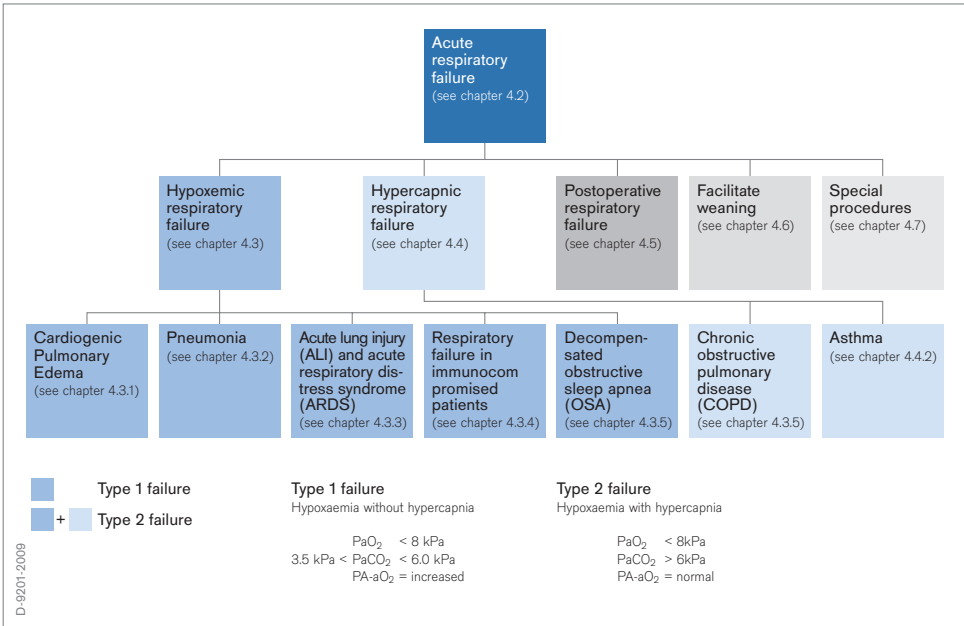 Acute
respiratory
failure
(see chapter 4.2)
Hypoxemic
respiratory
failure
(see chapter 4.3)
Hypercapnic
respiratory
failure
(see chapter 4.4)
Postoperative
respiratory
failure
(see chapter 4.5)
Facilitate
weaning
(see chapter 4.6)
Special
procedures
(see chapter 4.7)
Cardiogenic
Pulmonary
Edema
(see chapter 4.3.1)
Pneumonia
(see chapter 4.3.2)
Acute lung injury
(ALI) and acute
respiratory dis-
tress syndrome
(ARDS)
(see chapter 4.3.3)
Respiratory
failure in
immunocom
promised
patients
(see chapter 4.3.4)
Decompen-
sated
obstructive
sleep apnea
(OSA)
(see chapter 4.3.5)
Chronic
obstructive
pulmonary
disease
(COPD)
(see chapter 4.3.5)
Asthma
(see chapter 4.4.2)
Type 1 failure
+ Type 2 failure
Type 1 failure
Hypoxaemia without hypercapnia
PaO2 < 8 kPa
3.5 kPa < PaCO2 < 6.0 kPa
PA-aO2 = increased
Type 2 failure
Hypoxaemia with hypercapnia
PaO2 < 8kPa
PaCO2 > 6kPa
PA-aO2 = normal
D-9201-2009